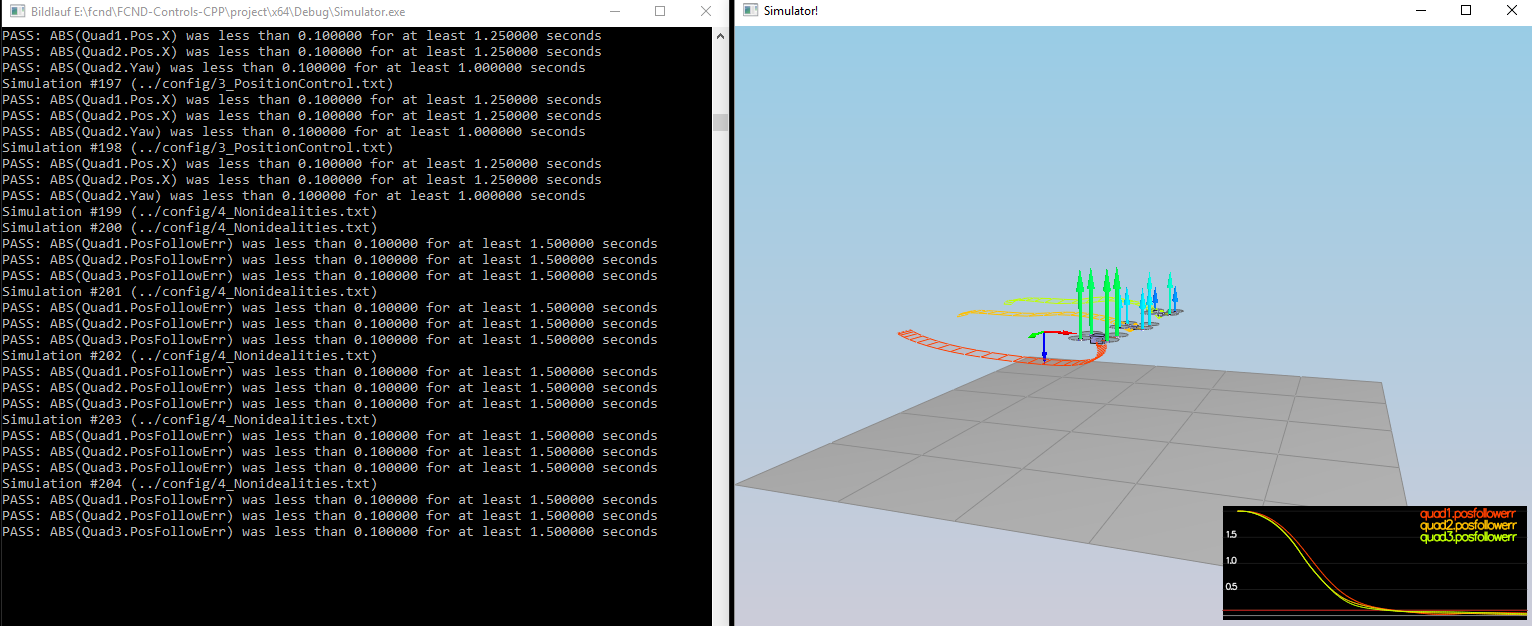 Bildlauf E:\fcnd\FCND-Controls-CPP\project\x64\Debug\Simulator.exe
PASS: ABS(Quad1.Pos.X) was less than 0.100000 for at least 1.250000 seconds
PASS: ABS(Quad2.Pos.X) was less than 0.100000 for at least 1.250000 seconds
PASS: ABS(Quad2.Yaw) was less than 0.100000 for at least 1.000000 seconds
Simulation #197 (../config/3_PositionControl.txt)
PASS: ABS(Quad1.Pos.X) was less than 0.100000 for at least 1.250000 seconds
PASS: ABS(Quad2.Pos.X) was less than 0.100000 for at least 1.250000 seconds
PASS: ABS(Quad2.Yaw) was less than 0.100000 for at least 1.000000 seconds
Simulation #198 (../config/3_PositionControl.txt)
PASS: ABS(Quad1.Pos.X) was less than 0.100000 for at least 1.250000 seconds
PASS: ABS(Quad2.Pos.X) was less than 0.100000 for at least 1.250000 seconds
PASS: ABS(Quad2.Yaw) was less than 0.100000 for at least 1.000000 seconds
Simulation #199 (../config/4_Nonidealities.txt)
Simulation #200 (../config/4_Nonidealities.txt)
PASS: ABS(Quad1.PosFollowErr) was less than 0.100000 for at least 1.500000 seconds
PASS: ABS(Quad2.PosFollowErr) was less than 0.100000 for at least 1.500000 seconds
PASS: ABS(Quad3.PosFollowErr) was less than 0.100000 for at least 1.500000 seconds
Simulation #201 (../config/4_Nonidealities.txt)
PASS: ABS(Quad1.PosFollowErr) was less than 0.100000 for at least 1.500000 seconds
PASS: ABS(Quad2.PosFollowErr) was less than 0.100000 for at least 1.500000 seconds
PASS: ABS(Quad3.PosFollowErr) was less than 0.100000 for at least 1.500000 seconds
Simulation #202 (../config/4_Nonidealities.txt)
PASS: ABS(Quad1.PosFollowErr) was less than 0.100000 for at least 1.500000 seconds
PASS: ABS(Quad2.PosFollowErr) was less than 0.100000 for at least 1.500000 seconds
PASS: ABS(Quad3.PosFollowErr) was less than 0.100000 for at least 1.500000 seconds
Simulation #203 (../config/4_Nonidealities.txt)
PASS: ABS(Quad1.PosFollowErr) was less than 0.100000 for at least 1.500000 seconds
PASS: ABS(Quad2.PosFollowErr) was less than 0.100000 for at least 1.500000 seconds
PASS: ABS(Quad3.PosFollowErr) was less than 0.100000 for at least 1.500000 seconds
Simulation #204 (../config/4_Nonidealities.txt)
PASS: ABS(Quad1.PosFollowErr) was less than 0.100000 for at least 1.500000 seconds
PASS: ABS(Quad2.PosFollowErr) was less than 0.100000 for at least 1.500000 seconds
PASS: ABS(Quad3.PosFollowErr) was less than 0.100000 for at least 1.500000 seconds
Simulator!
quad1.posfollowerr
quad2.posfollowerr
quad3.posfollowerr
1.5
1.0
0.5